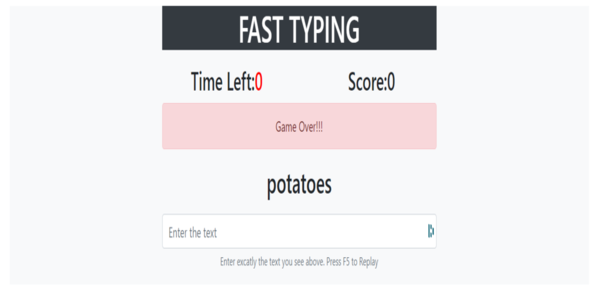 FAST TYPING
Time Left:0 Score:0
Game Over!!!
potatoes
Enter the text
Enter excatly the text you see above. Press F5 to Replay